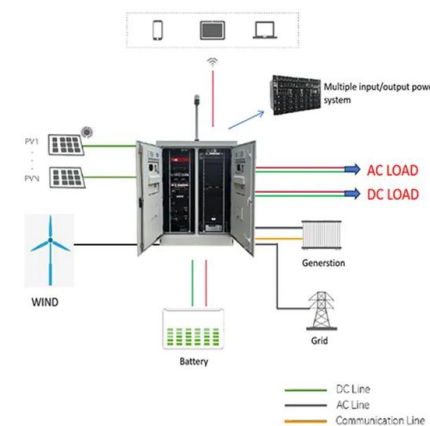 Multiple input/output powe
system
PV1
PVN
AC LOAD
DC LOAD
WIND
Generstion
Grid
Battery
DC Line
AC Line
Communication Line